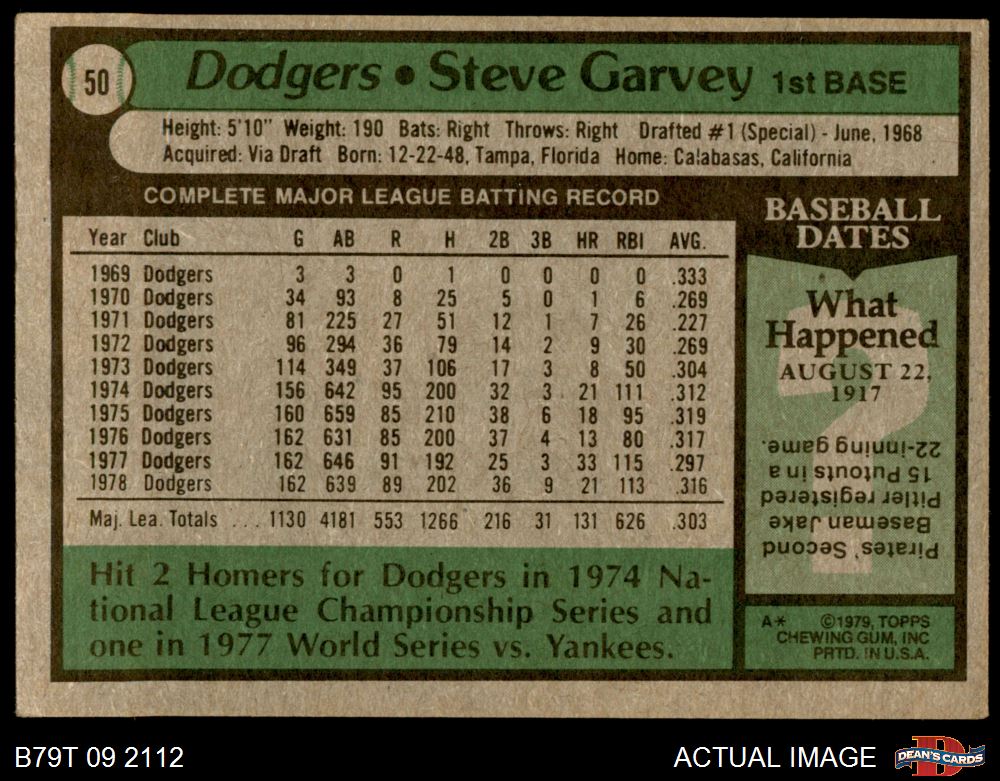 50
Dodgers • Steve Garvey 1st BASE
Height: 5'10" Weight: 190 Bats: Right Throws: Right Drafted #1 (Special) - June, 1968
Acquired: Via Draft Born: 12-22-48, Tampa, Florida Home: Calabasas, California
COMPLETE MAJOR LEAGUE BATTING RECORD
Year Club G AB R H 2B 3B HR RBI AVG.
1969 Dodgers 3 3 0 1 0 0 0 0 .333
1970 Dodgers 34 93 8 25 5 0 1 6 .269
1971 Dodgers 81 225 27 51 12 1 7 26 .227
1972 Dodgers 96 294 36 79 14 2 9 30 .269
1973 Dodgers 114 349 37 106 17 3 8 50 .304
1974 Dodgers 156 642 95 200 32 3 21 111 .312
1975 Dodgers 160 659 85 210 38 6 18 95 .319
1976 Dodgers 162 631 85 200 37 4 13 80 .317
1977 Dodgers 162 646 91 192 25 3 33 115 .297
1978 Dodgers 162 639 89 202 36 9 21 113 .316
Maj. Lea. Totals ... 1130 4181 553 1266 216 31 131 626 .303
Hit 2 Homers for Dodgers in 1974 Na-
tional League Championship Series and
one in 1977 World Series vs. Yankees.
BASEBALL
DATES
What
Happened
AUGUST 22,
1917
Pirates' Second
Baseman Jake
Pitler registered
15 Putouts in a
22-inning game.
A* ©1979, TOPPS
CHEWING GUM, INC
PRTD. IN U.S.A.
B79T 09 2112
ACTUAL IMAGE
D
DEAN'S CARDS